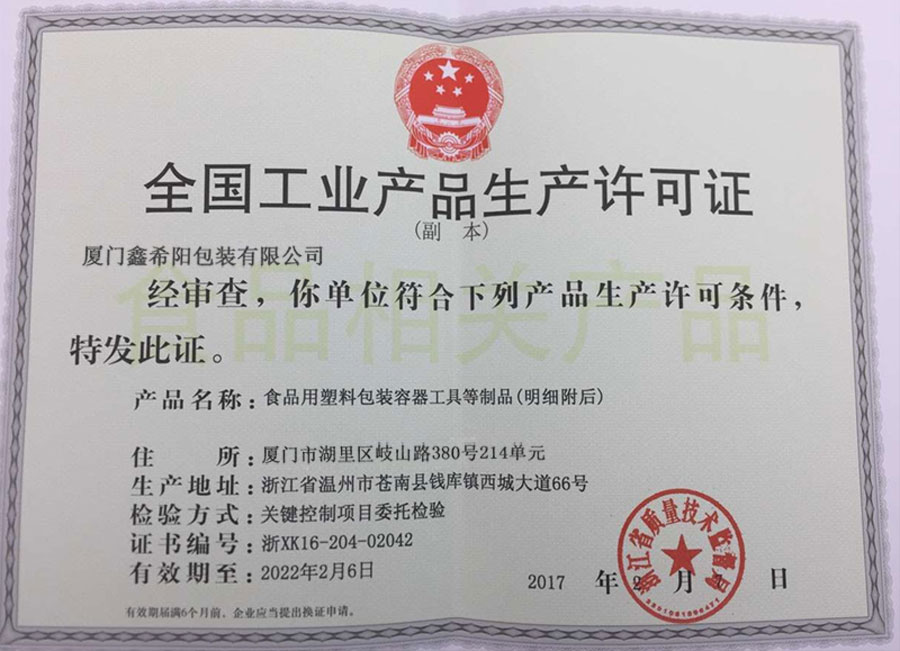 全国工业产品生产许可证
(副 本)
厦门鑫希阳包装有限公司
食品相关产品
经审查，你单位符合下列产品生产许可条件，
特发此证。
产品名称：食品用塑料包装容器工具等制品(明细附后)
住 所：厦门市湖里区岐山路380号214单元
生产地址：浙江省温州市苍南县钱库镇西城大道66号
检验方式：关键控制项目委托检验
证书编号：浙XK16-204-02042
有效期至：2022年2月6日
浙江省质量技术监督局
2017 年 2 月 7 日
有效期届满6个月前，企业应当提出换证申请。